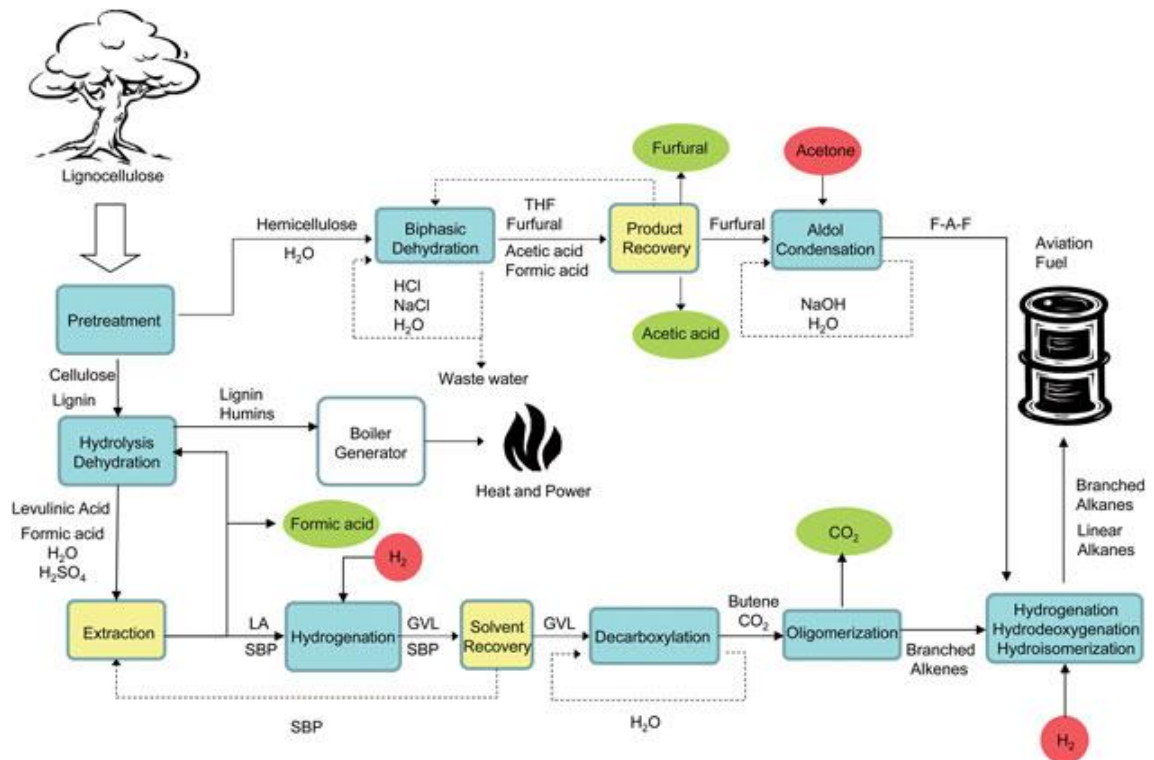 Lignocellulose
Pretreatment
Hemicellulose
H₂O
Biphasic
Dehydration
HCl
NaCl
H₂O
Waste water
THF
Furfural
Acetic acid
Formic acid
Product
Recovery
Furfural
Acetic acid
Furfural
Acetone
Aldol
Condensation
NaOH
H₂O
F-A-F
Aviation
Fuel
Cellulose
Lignin
Hydrolysis
Dehydration
Lignin
Humins
Boiler
Generator
Heat and Power
Levulinic Acid
Formic acid
H₂O
H₂SO₄
Formic acid
H₂
Extraction
LA
SBP
Hydrogenation
GVL
SBP
Solvent
Recovery
SBP
GVL
Decarboxylation
H₂O
Butene
CO₂
CO₂
Oligomerization
Branched
Alkenes
Hydrogenation
Hydrodeoxygenation
Hydroisomerization
H₂
Branched
Alkanes
Linear
Alkanes